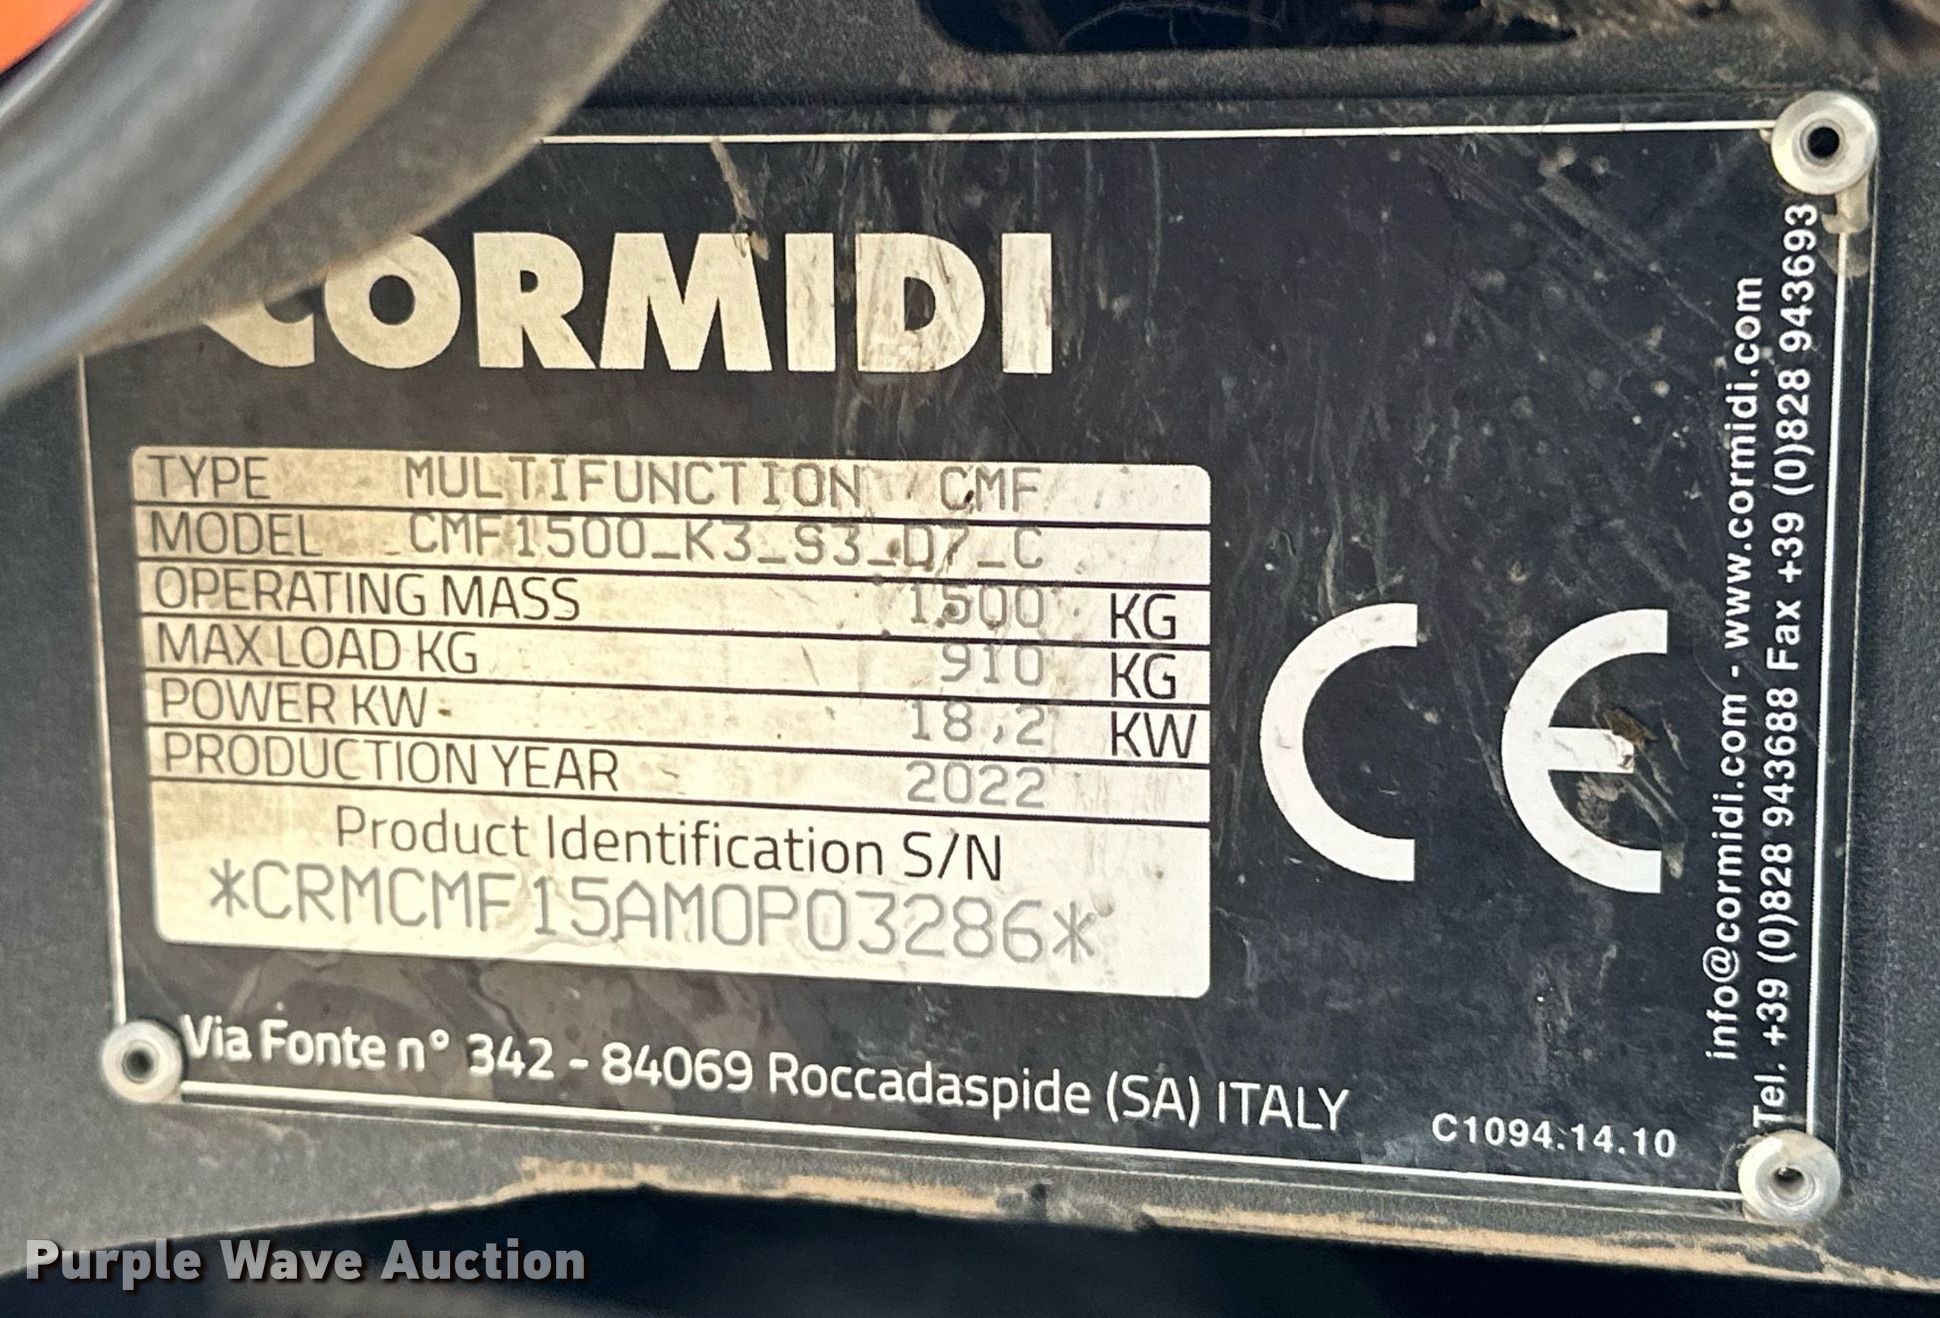 CORMIDI
TYPE MULTIFUNCTION CMF
MODEL CMF1500_K3_S3_D7_C
OPERATING MASS 1500 KG
MAX LOAD KG 910 KG
POWER KW 18,2 KW
PRODUCTION YEAR 2022
Product Identification S/N
*CRMCMF15AM0P03286*
CE
Via Fonte n° 342 - 84069 Roccadaspide (SA) ITALY
C1094.14.10
info@cormidi.com - www.cormidi.com
Tel. +39 (0)828 943688 Fax +39 (0)828 943693
Purple Wave Auction